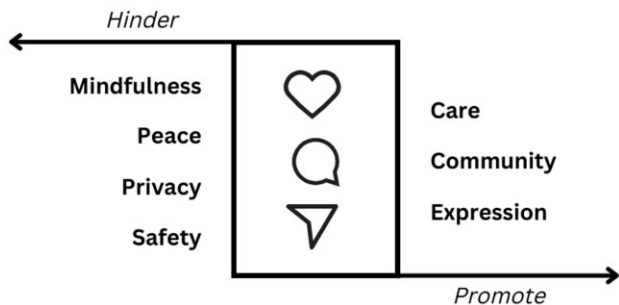 Hinder
Mindfulness
Peace
Privacy
Safety
Care
Community
Expression
Promote